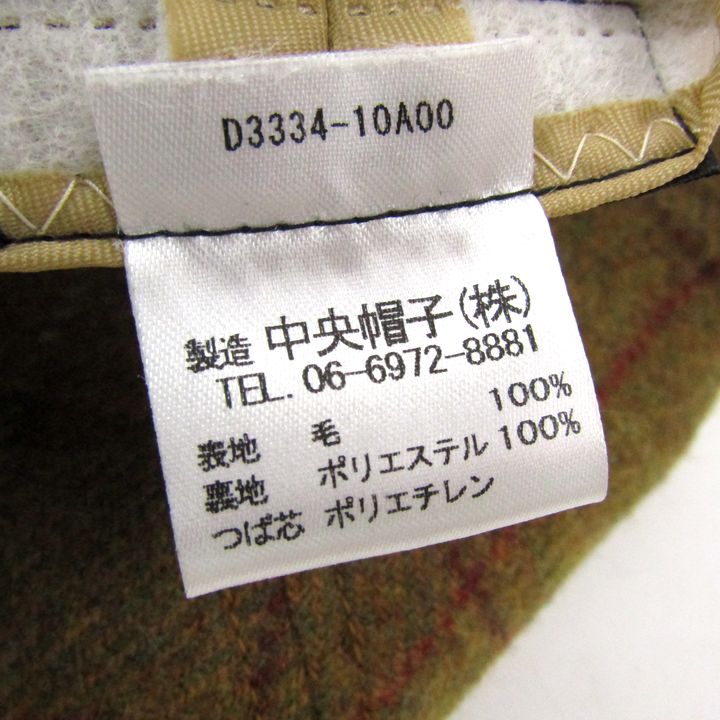 D3334-10A00
製造 中央帽子(株)
TEL. 06-6972-8881
表地 毛 100%
裏地 ポリエステル 100%
つば芯 ポリエチレン